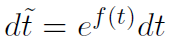 d\tilde{t} = e^{f(t)} dt